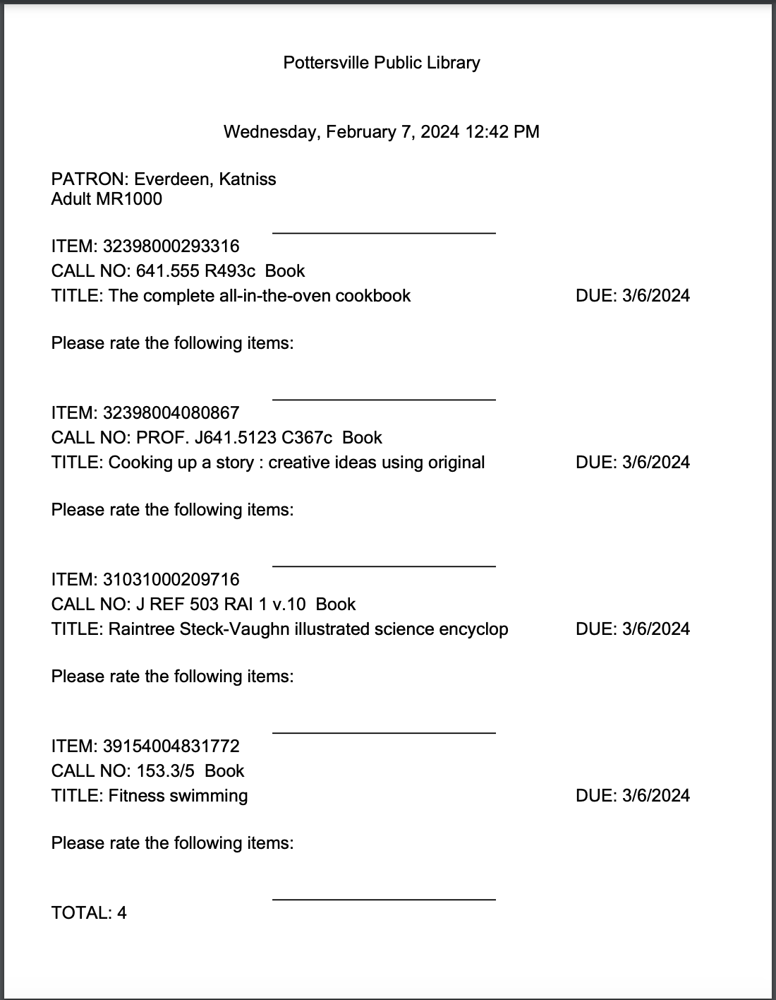 Pottersville Public Library
Wednesday, February 7, 2024 12:42 PM
PATRON: Everdeen, Katniss
Adult MR1000
ITEM: 32398000293316
CALL NO: 641.555 R493c  Book
TITLE: The complete all-in-the-oven cookbook DUE: 3/6/2024
Please rate the following items:
ITEM: 32398004080867
CALL NO: PROF. J641.5123 C367c  Book
TITLE: Cooking up a story : creative ideas using original DUE: 3/6/2024
Please rate the following items:
ITEM: 31031000209716
CALL NO: J REF 503 RAI 1 v.10  Book
TITLE: Raintree Steck-Vaughn illustrated science encyclop DUE: 3/6/2024
Please rate the following items:
ITEM: 39154004831772
CALL NO: 153.3/5  Book
TITLE: Fitness swimming DUE: 3/6/2024
Please rate the following items:
TOTAL: 4